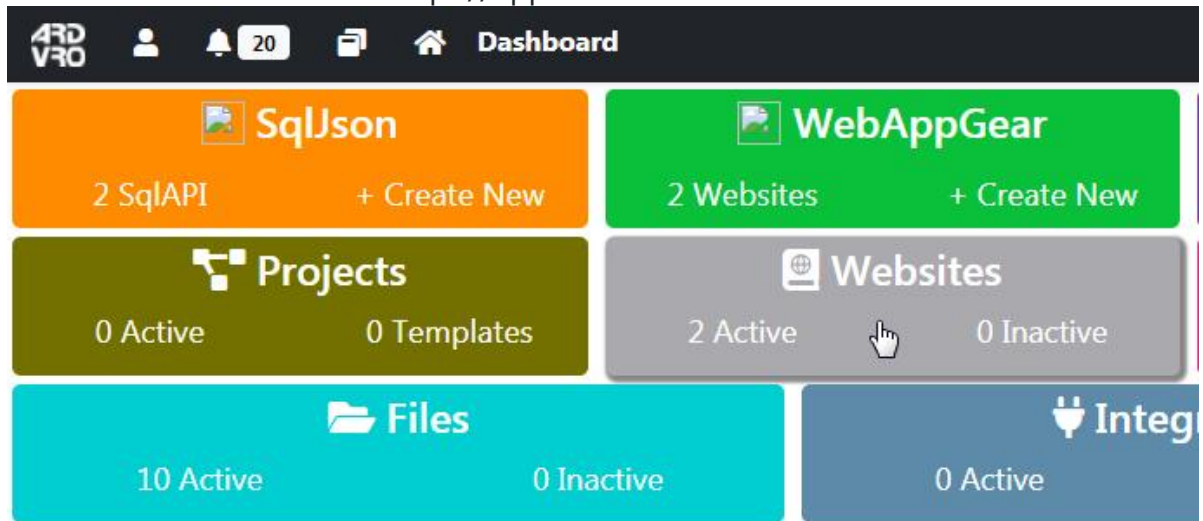 ARD
VRO
20
Dashboard
SqlJson
WebAppGear
2 SqlAPI
+ Create New
2 Websites
+ Create New
Projects
Websites
0 Active
0 Templates
2 Active
0 Inactive
Files
10 Active
0 Inactive
0 Active